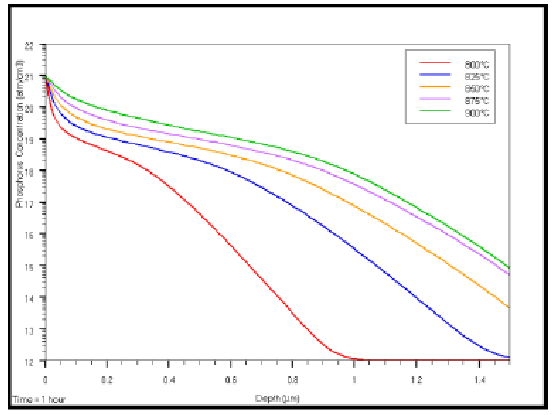 Phosphorus Concentration (atm/cm3)
22
21
20
19
18
17
16
15
14
13
12
800°C
825°C
850°C
875°C
900°C
0
0.2
0.4
0.6
0.8
1
1.2
1.4
Depth (μm)
Time = 1 hour